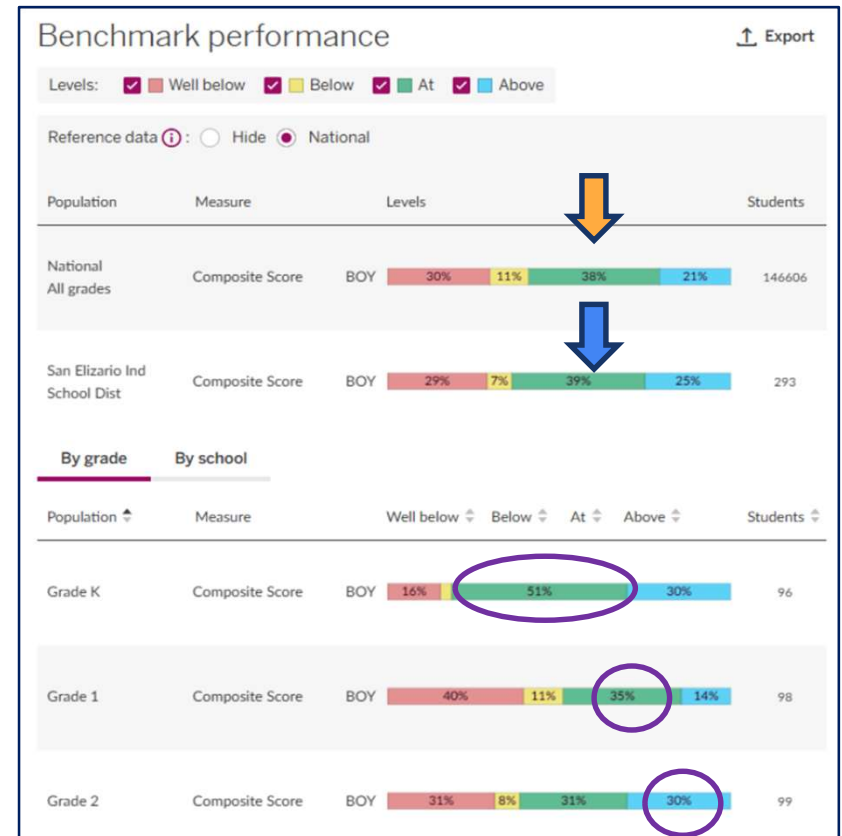 Benchmark performance
Export
Levels: Well below Below At Above
Reference data i : Hide National
Population Measure Levels Students
National
All grades
Composite Score BOY 30% 11% 38% 21% 146606
San Elizario Ind
School Dist
Composite Score BOY 29% 7% 39% 25% 293
By grade By school
Population Measure Well below Below At Above Students
Grade K Composite Score BOY 16% 51% 30% 96
Grade 1 Composite Score BOY 40% 11% 35% 14% 98
Grade 2 Composite Score BOY 31% 8% 31% 30% 99